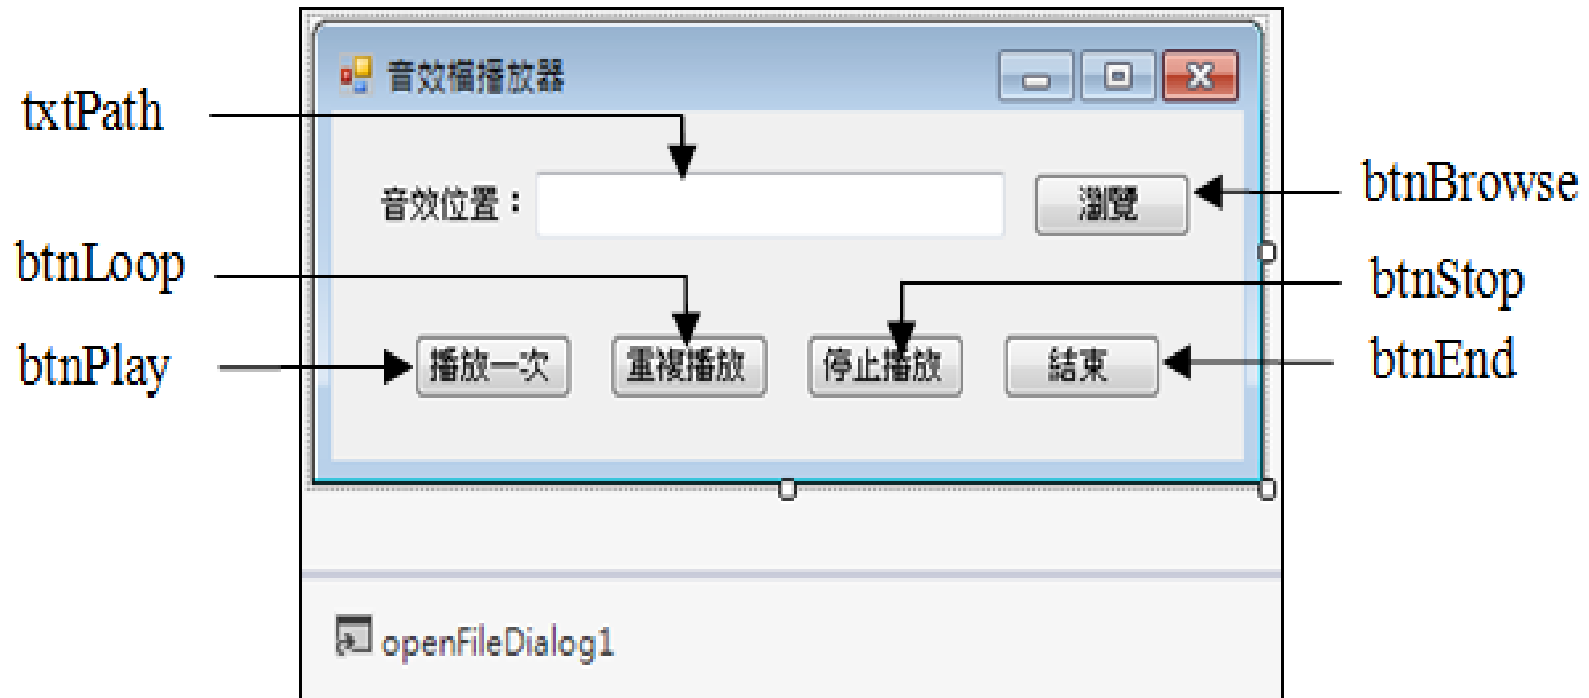 音效檔播放器
txtPath
音效位置：
瀏覽
btnBrowse
btnLoop
btnStop
btnPlay
播放一次
重複播放
停止播放
結束
btnEnd
openFileDialog1